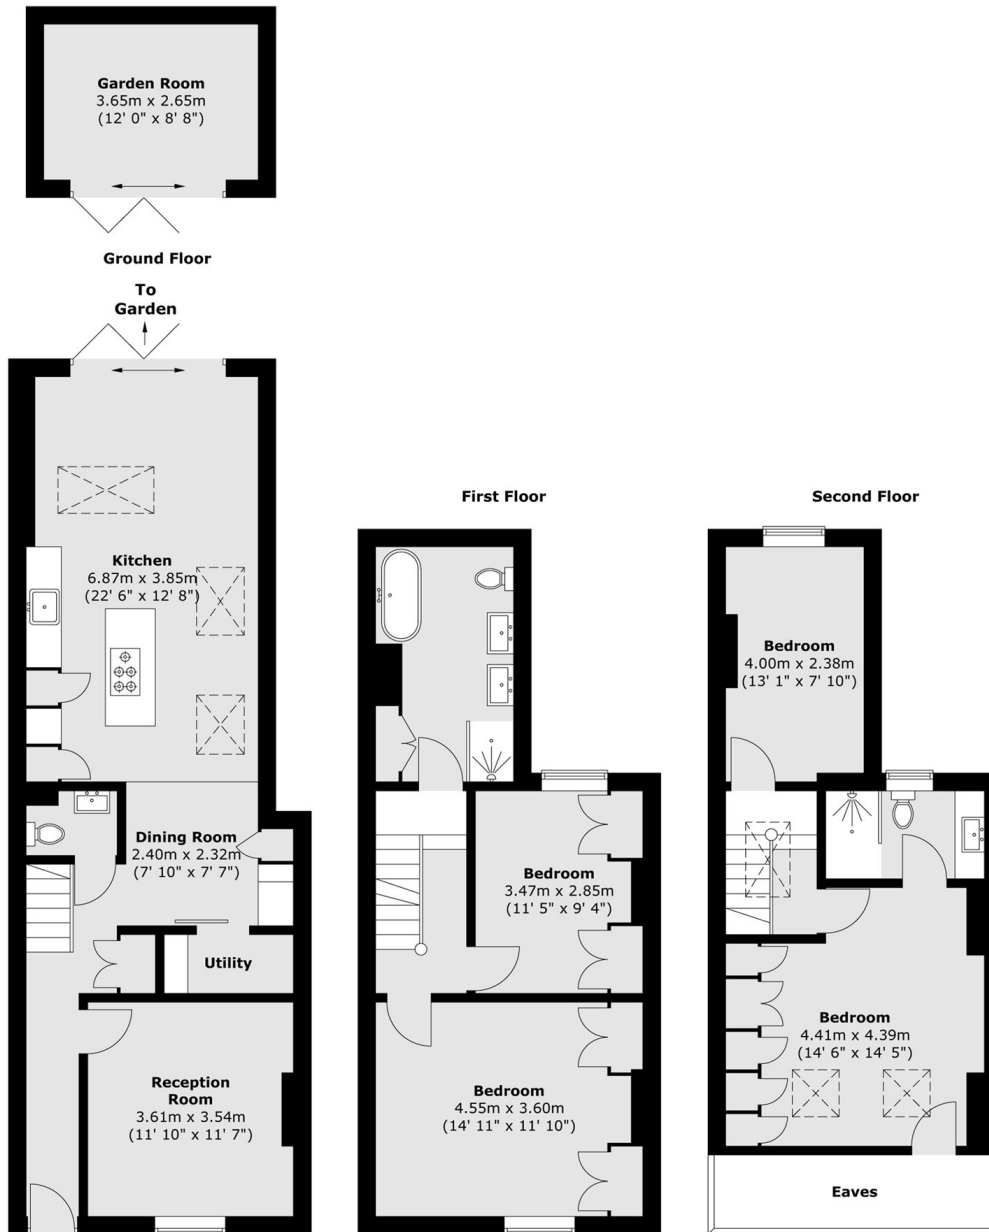 Garden Room
3.65m x 2.65m
(12' 0" x 8' 8")
Ground Floor
To
Garden
Kitchen
6.87m x 3.85m
(22' 6" x 12' 8")
Dining Room
2.40m x 2.32m
(7' 10" x 7' 7")
Utility
Reception
Room
3.61m x 3.54m
(11' 10" x 11' 7")
First Floor
Bedroom
3.47m x 2.85m
(11' 5" x 9' 4")
Bedroom
4.55m x 3.60m
(14' 11" x 11' 10")
Second Floor
Bedroom
4.00m x 2.38m
(13' 1" x 7' 10")
Bedroom
4.41m x 4.39m
(14' 6" x 14' 5")
Eaves